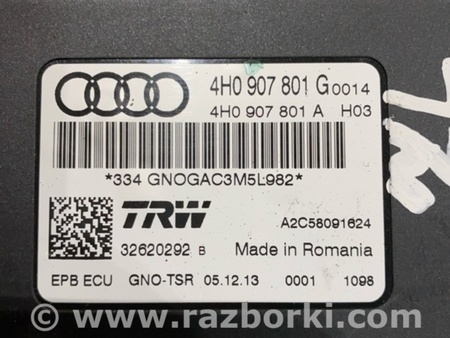 4H0 907 801 G 0014
4H0 907 801 A H03
*334 GNOGAC3M5L982*
TRW A2C58091624
32620292 B Made in Romania
EPB ECU GNO-TSR 05.12.13 0001 1098
www.razborki.com